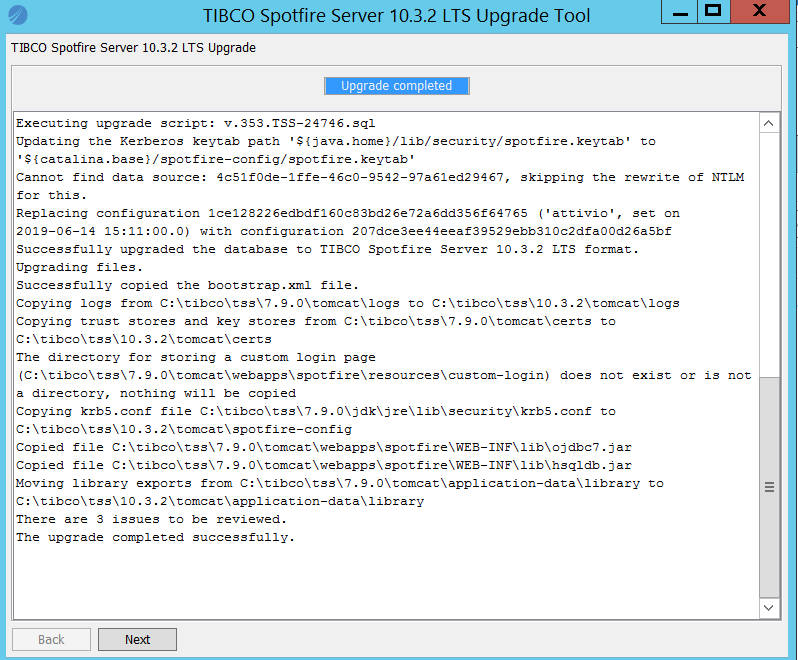 TIBCO Spotfire Server 10.3.2 LTS Upgrade Tool
TIBCO Spotfire Server 10.3.2 LTS Upgrade
Upgrade completed
Executing upgrade script: v.353.TSS-24746.sql
Updating the Kerberos keytab path '${java.home}/lib/security/spotfire.keytab' to
'${catalina.base}/spotfire-config/spotfire.keytab'
Cannot find data source: 4c51f0de-1ffe-46c0-9542-97a61ed29467, skipping the rewrite of NTLM
for this.
Replacing configuration 1ce128226edbdf160c83bd26e72a6dd356f64765 ('attivio', set on
2019-06-14 15:11:00.0) with configuration 207dce3ee44eeaf39529ebb310c2dfa00d26a5bf
Successfully upgraded the database to TIBCO Spotfire Server 10.3.2 LTS format.
Upgrading files.
Successfully copied the bootstrap.xml file.
Copying logs from C:\tibco\tss\7.9.0\tomcat\logs to C:\tibco\tss\10.3.2\tomcat\logs
Copying trust stores and key stores from C:\tibco\tss\7.9.0\tomcat\certs to
C:\tibco\tss\10.3.2\tomcat\certs
The directory for storing a custom login page
(C:\tibco\tss\7.9.0\tomcat\webapps\spotfire\resources\custom-login) does not exist or is not
a directory, nothing will be copied
Copying krb5.conf file C:\tibco\tss\7.9.0\jdk\jre\lib\security\krb5.conf to
C:\tibco\tss\10.3.2\tomcat\spotfire-config
Copied file C:\tibco\tss\7.9.0\tomcat\webapps\spotfire\WEB-INF\lib\ojdbc7.jar
Copied file C:\tibco\tss\7.9.0\tomcat\webapps\spotfire\WEB-INF\lib\hsqldb.jar
Moving library exports from C:\tibco\tss\7.9.0\tomcat\application-data\library to
C:\tibco\tss\10.3.2\tomcat\application-data\library
There are 3 issues to be reviewed.
The upgrade completed successfully.
Back
Next